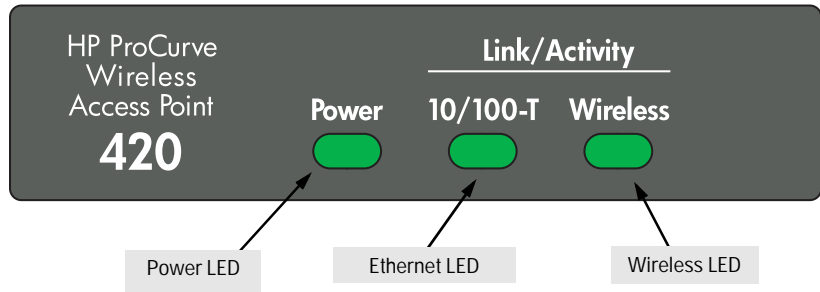 HP ProCurve
Wireless
Access Point
420
Link/Activity
Power
10/100-T
Wireless
Power LED
Ethernet LED
Wireless LED